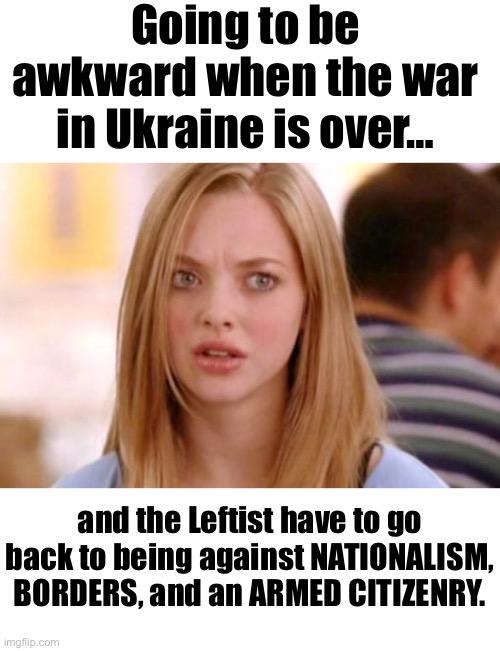 Going to be
awkward when the war
in Ukraine is over...
and the Leftist have to go
back to being against NATIONALISM,
BORDERS, and an ARMED CITIZENRY.
imgflip.com